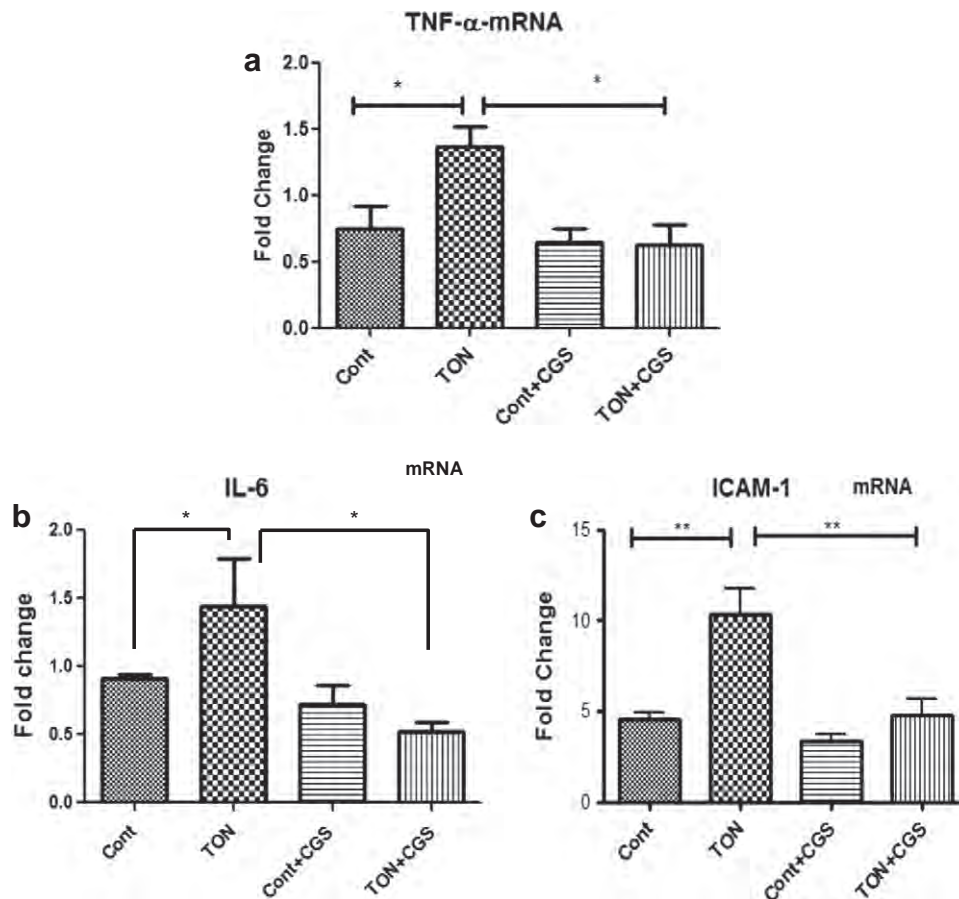 TNF-α-mRNA
a
2.0
1.5
1.0
0.5
0.0
Fold Change
*
*
Cont
TON
Cont+CGS
TON+CGS
mRNA
IL-6
b
2.0
1.5
1.0
0.5
0.0
Fold change
*
*
Cont
TON
Cont+CGS
TON+CGS
ICAM-1 mRNA
c
15
10
5
0
Fold Change
**
**
Cont
TON
Cont+CGS
TON+CGS